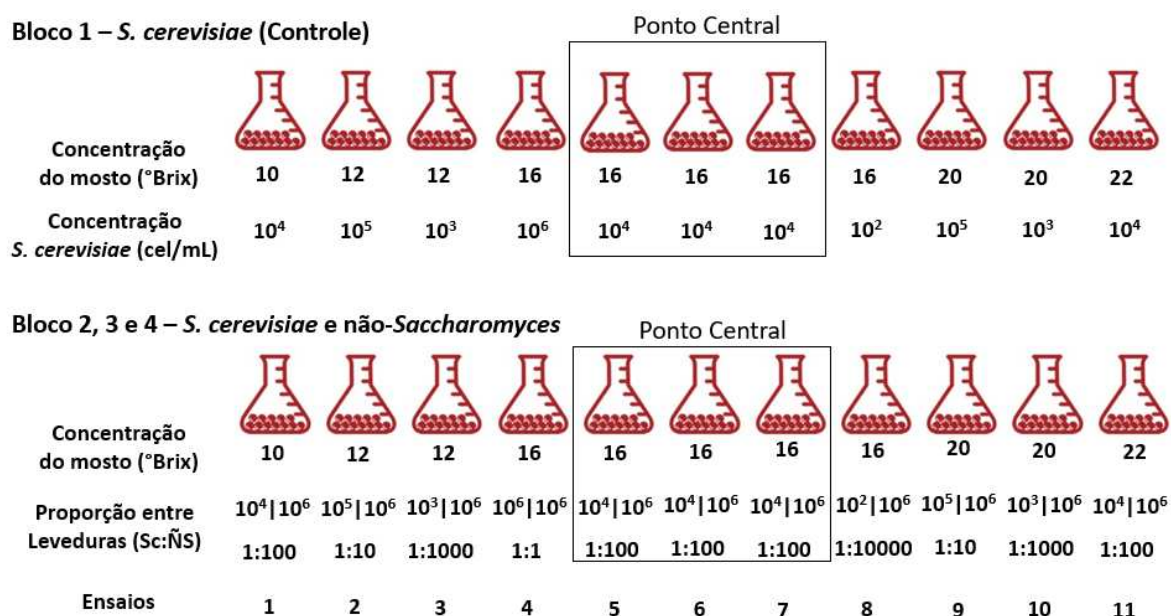 Bloco 1 – S. cerevisiae (Controle)
Ponto Central
Concentração
do mosto (°Brix)
10 12 12 16 16 16 16 16 20 20 22
Concentração
S. cerevisiae (cel/mL)
10⁴ 10⁵ 10³ 10⁶ 10⁴ 10⁴ 10⁴ 10² 10⁵ 10³ 10⁴
Bloco 2, 3 e 4 – S. cerevisiae e não-Saccharomyces
Ponto Central
Concentração
do mosto (°Brix)
10 12 12 16 16 16 16 16 20 20 22
Proporção entre
Leveduras (Sc:ÑS)
10⁴|10⁶ 10⁵|10⁶ 10³|10⁶ 10⁶|10⁶ 10⁴|10⁶ 10⁴|10⁶ 10⁴|10⁶ 10²|10⁶ 10⁵|10⁶ 10³|10⁶ 10⁴|10⁶
1:100 1:10 1:1000 1:1 1:100 1:100 1:100 1:10000 1:10 1:1000 1:100
Ensaios 1 2 3 4 5 6 7 8 9 10 11